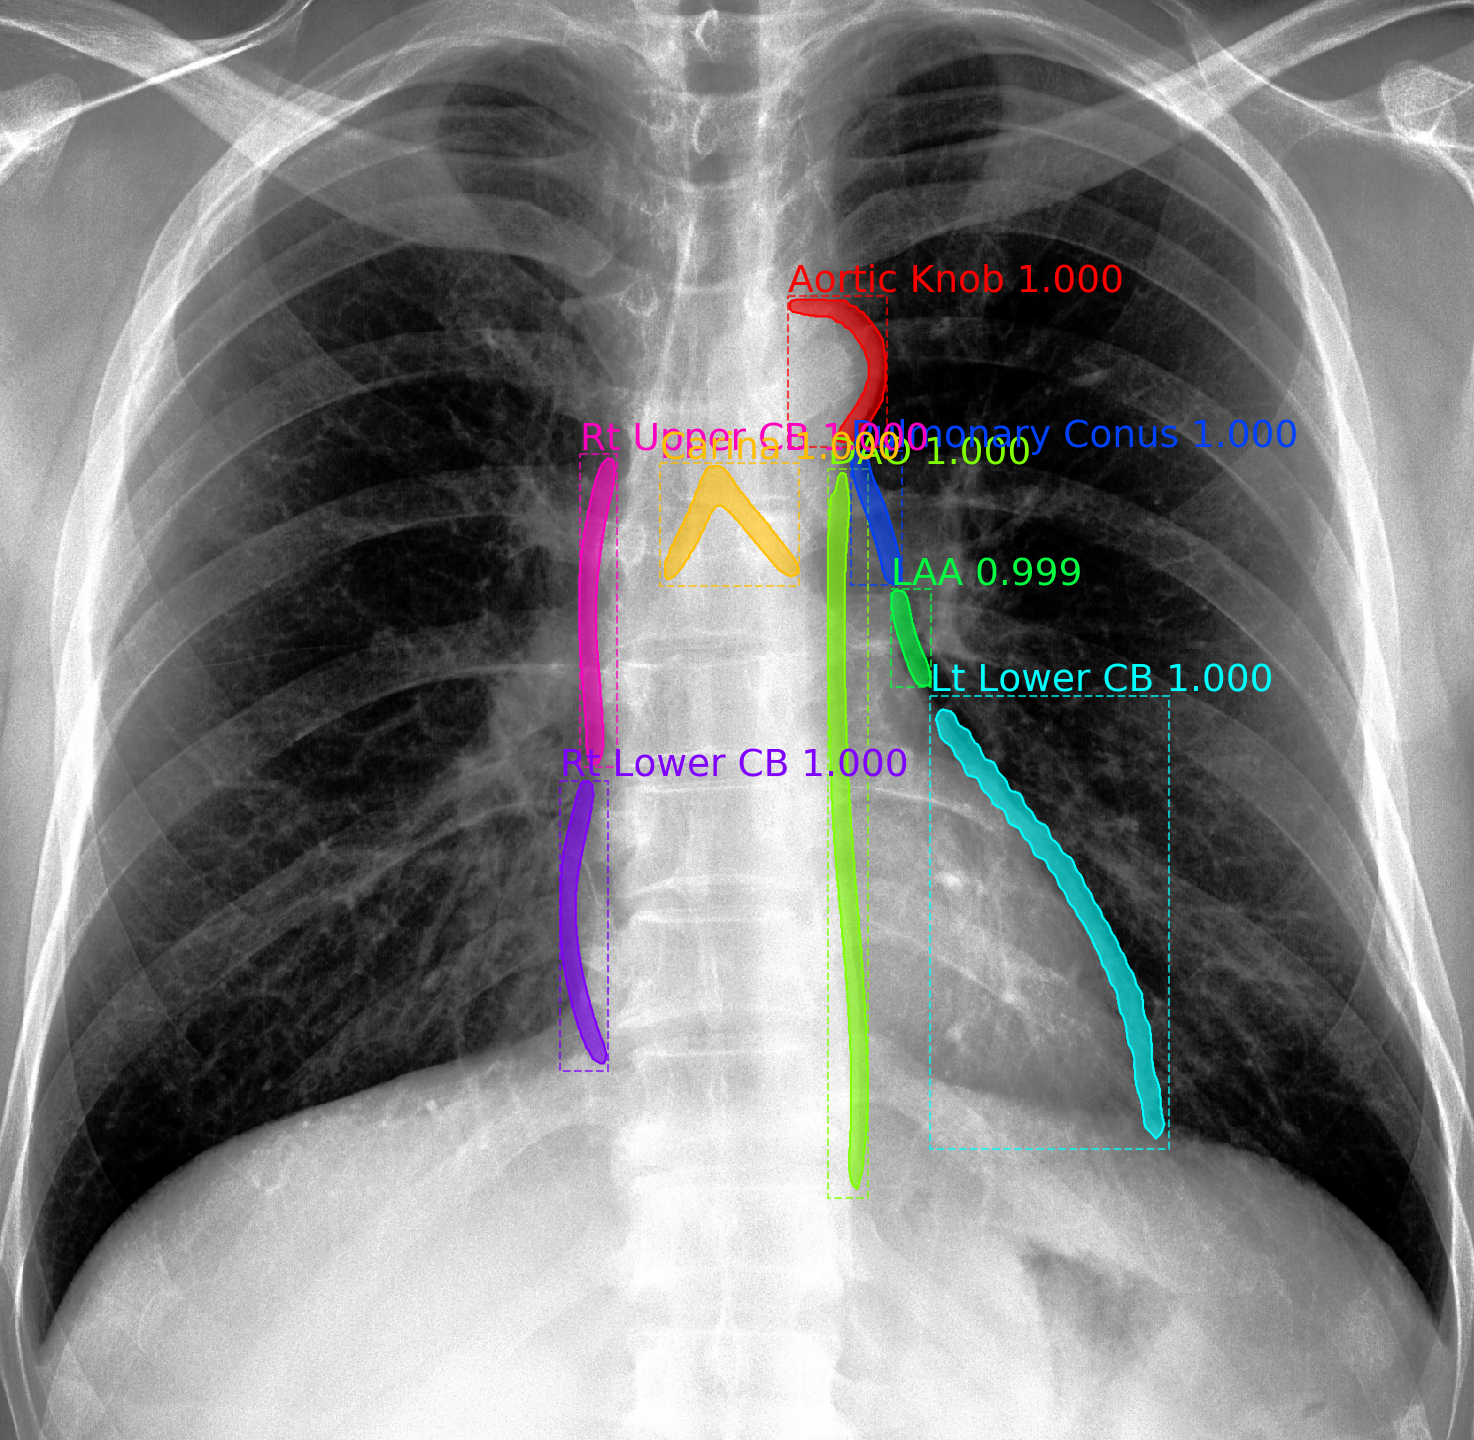 Aortic Knob 1.000
Rt Upper CB 1.000
Carina 1.000
DAO 1.000
Pulmonary Conus 1.000
LAA 0.999
Lt Lower CB 1.000
Rt Lower CB 1.000